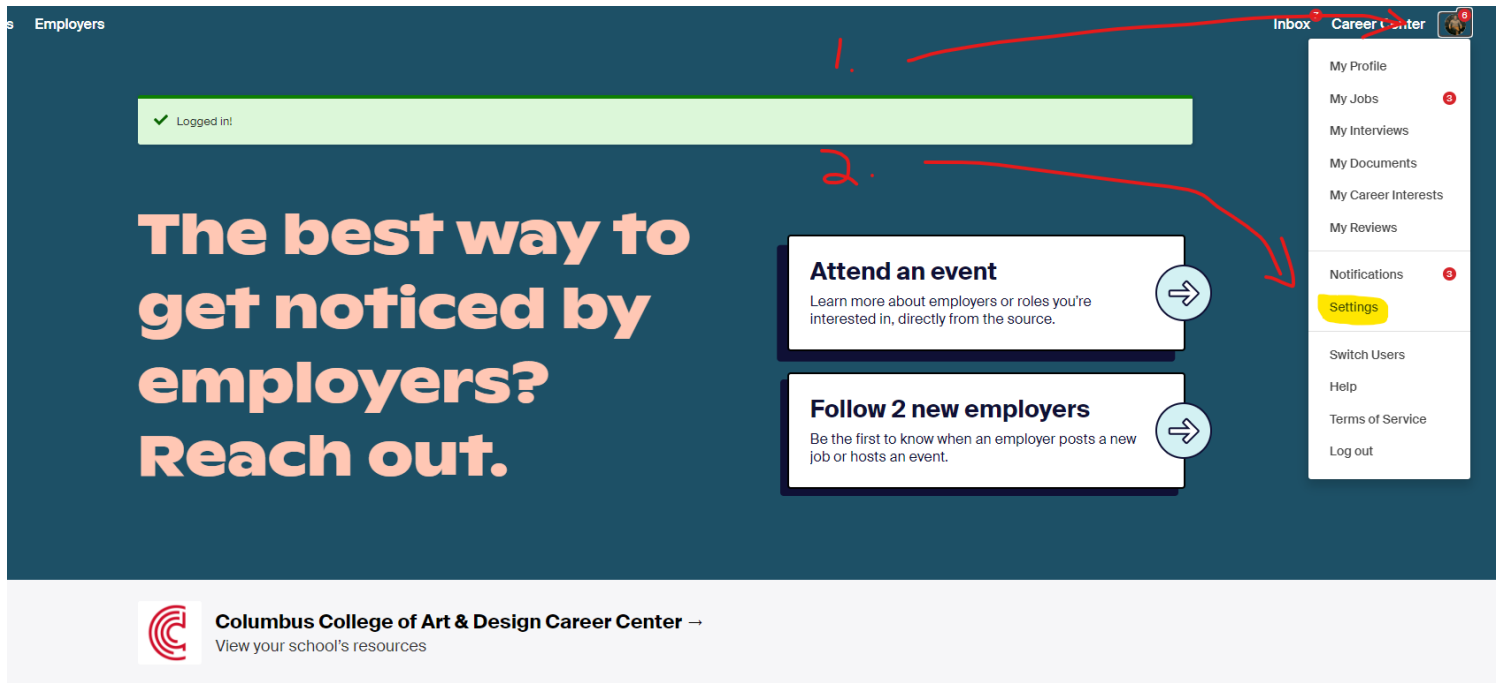 s Employers
Inbox 7 Career Center 6
1.
My Profile
My Jobs 3
Logged in!
My Interviews
2.
My Documents
My Career Interests
My Reviews
The best way to
get noticed by
employers?
Reach out.
Attend an event
Learn more about employers or roles you're
interested in, directly from the source.
Notifications 3
Settings
Switch Users
Help
Terms of Service
Log out
Follow 2 new employers
Be the first to know when an employer posts a new
job or hosts an event.
Columbus College of Art & Design Career Center →
View your school's resources